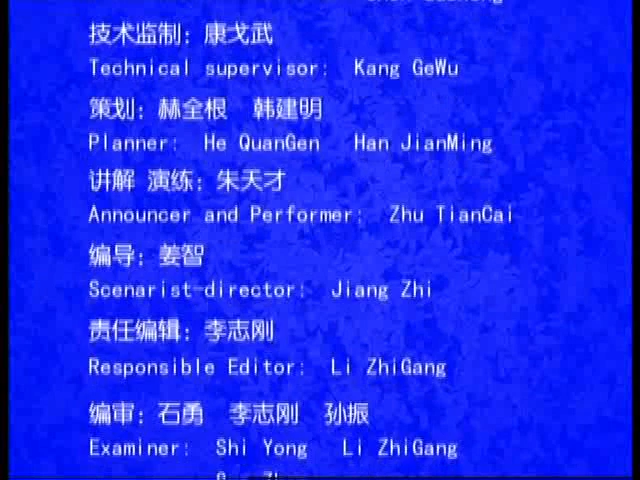 技术监制：康戈武
Technical supervisor: Kang GeWu
策划：赫全根 韩建明
Planner: He QuanGen Han JianMing
讲解 演练：朱天才
Announcer and Performer: Zhu TianCai
编导：姜智
Scenarist-director: Jiang Zhi
责任编辑：李志刚
Responsible Editor: Li ZhiGang
编审：石勇 李志刚 孙振
Examiner: Shi Yong Li ZhiGang